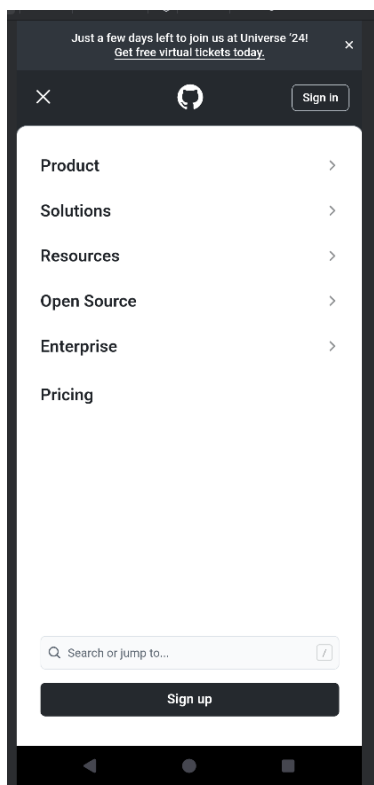 Just a few days left to join us at Universe '24!
Get free virtual tickets today.
Sign in
Product
Solutions
Resources
Open Source
Enterprise
Pricing
Search or jump to...
/
Sign up